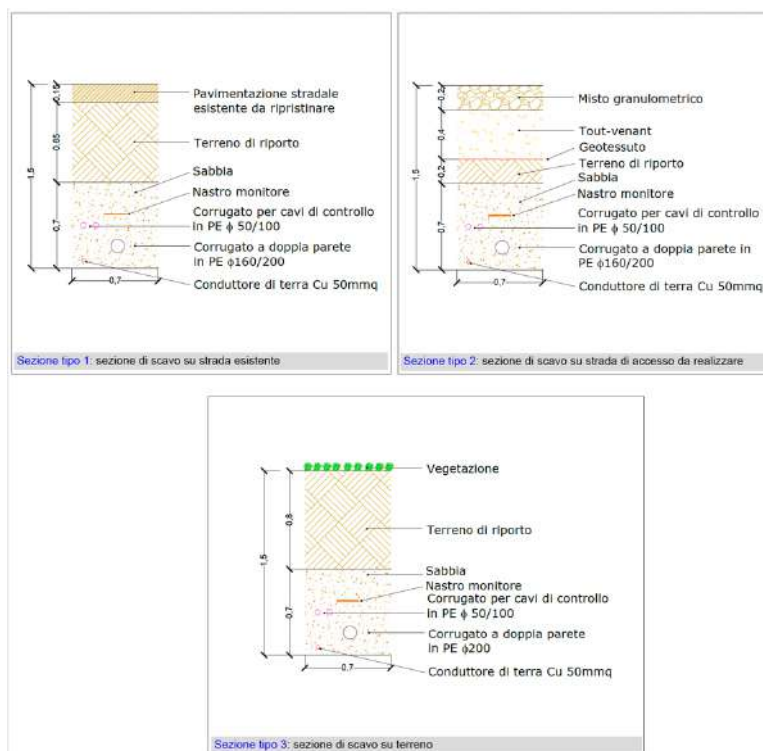 0,15
Pavimentazione stradale
esistente da ripristinare
0,65
Terreno di riporto
1,5
Sabbia
Nastro monitore
Corrugato per cavi di controllo
in PE ϕ 50/100
0,7
Corrugato a doppia parete
in PE ϕ160/200
Conduttore di terra Cu 50mmq
0,7
Sezione tipo 1: sezione di scavo su strada esistente
0,2
Misto granulometrico
0,4
Tout-venant
Geotessuto
0,2
Terreno di riporto
1,5
Sabbia
Nastro monitore
Corrugato per cavi di controllo
in PE ϕ 50/100
0,7
Corrugato a doppia parete in
PE ϕ160/200
Conduttore di terra Cu 50mmq
0,7
Sezione tipo 2: sezione di scavo su strada di accesso da realizzare
Vegetazione
0,8
Terreno di riporto
1,5
Sabbia
Nastro monitore
Corrugato per cavi di controllo
in PE ϕ 50/100
0,7
Corrugato a doppia parete
in PE ϕ200
Conduttore di terra Cu 50mmq
0,7
Sezione tipo 3: sezione di scavo su terreno